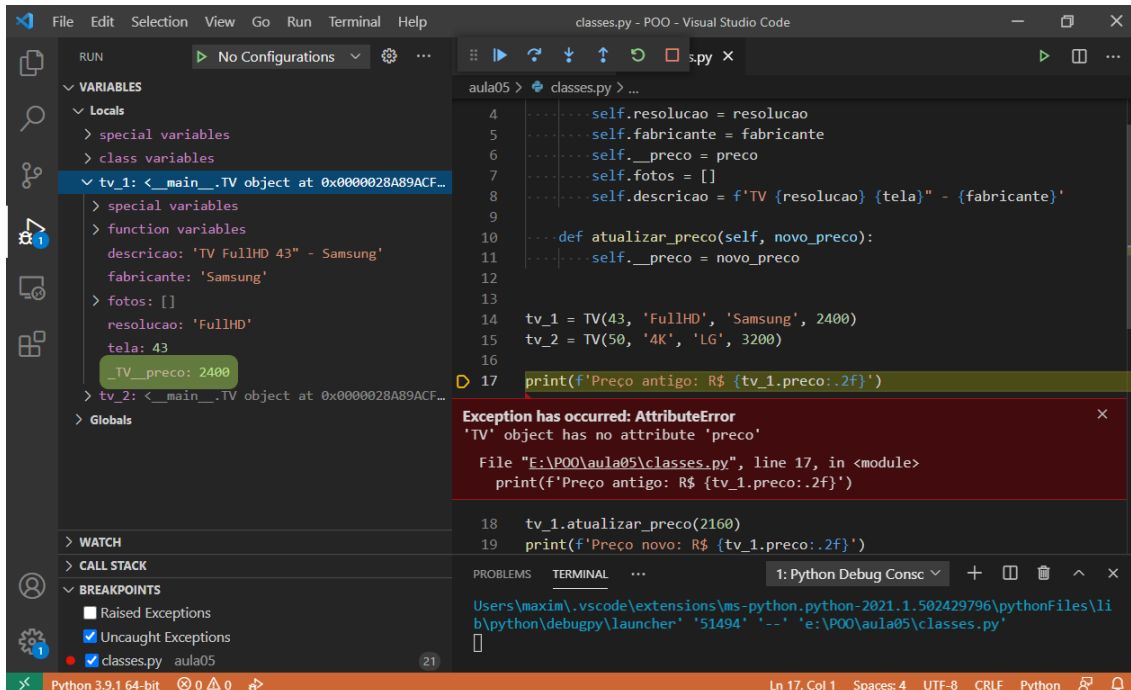 File Edit Selection View Go Run Terminal Help classes.py - POO - Visual Studio Code
RUN No Configurations ...
VARIABLES
Locals
special variables
class variables
tv_1: <__main__.TV object at 0x0000028A89ACF...
special variables
function variables
descricao: 'TV FullHD 43" - Samsung'
fabricante: 'Samsung'
fotos: []
resolucao: 'FullHD'
tela: 43
_TV__preco: 2400
tv_2: <__main__.TV object at 0x0000028A89ACF...
Globals
WATCH
CALL STACK
BREAKPOINTS
Raised Exceptions
Uncaught Exceptions
classes.py aula05 21
1
1
s.py
aula05 > classes.py > ...
4 self.resolucao = resolucao
5 self.fabricante = fabricante
6 self.__preco = preco
7 self.fotos = []
8 self.descricao = f'TV {resolucao} {tela}" - {fabricante}'
9
10 def atualizar_preco(self, novo_preco):
11 self.__preco = novo_preco
12
13
14 tv_1 = TV(43, 'FullHD', 'Samsung', 2400)
15 tv_2 = TV(50, '4K', 'LG', 3200)
16
17 print(f'Preço antigo: R$ {tv_1.preco:.2f}')
Exception has occurred: AttributeError
'TV' object has no attribute 'preco'
File "E:\POO\aula05\classes.py", line 17, in <module>
print(f'Preço antigo: R$ {tv_1.preco:.2f}')
18 tv_1.atualizar_preco(2160)
19 print(f'Preço novo: R$ {tv_1.preco:.2f}')
PROBLEMS TERMINAL ... 1: Python Debug Consc
Users\maxim\.vscode\extensions\ms-python.python-2021.1.502429796\pythonFiles\li
b\python\debugpy\launcher' '51494' '--' 'e:\POO\aula05\classes.py'
Python 3.9.1 64-bit 0 0 Ln 17, Col 1 Spaces: 4 UTF-8 CRLF Python